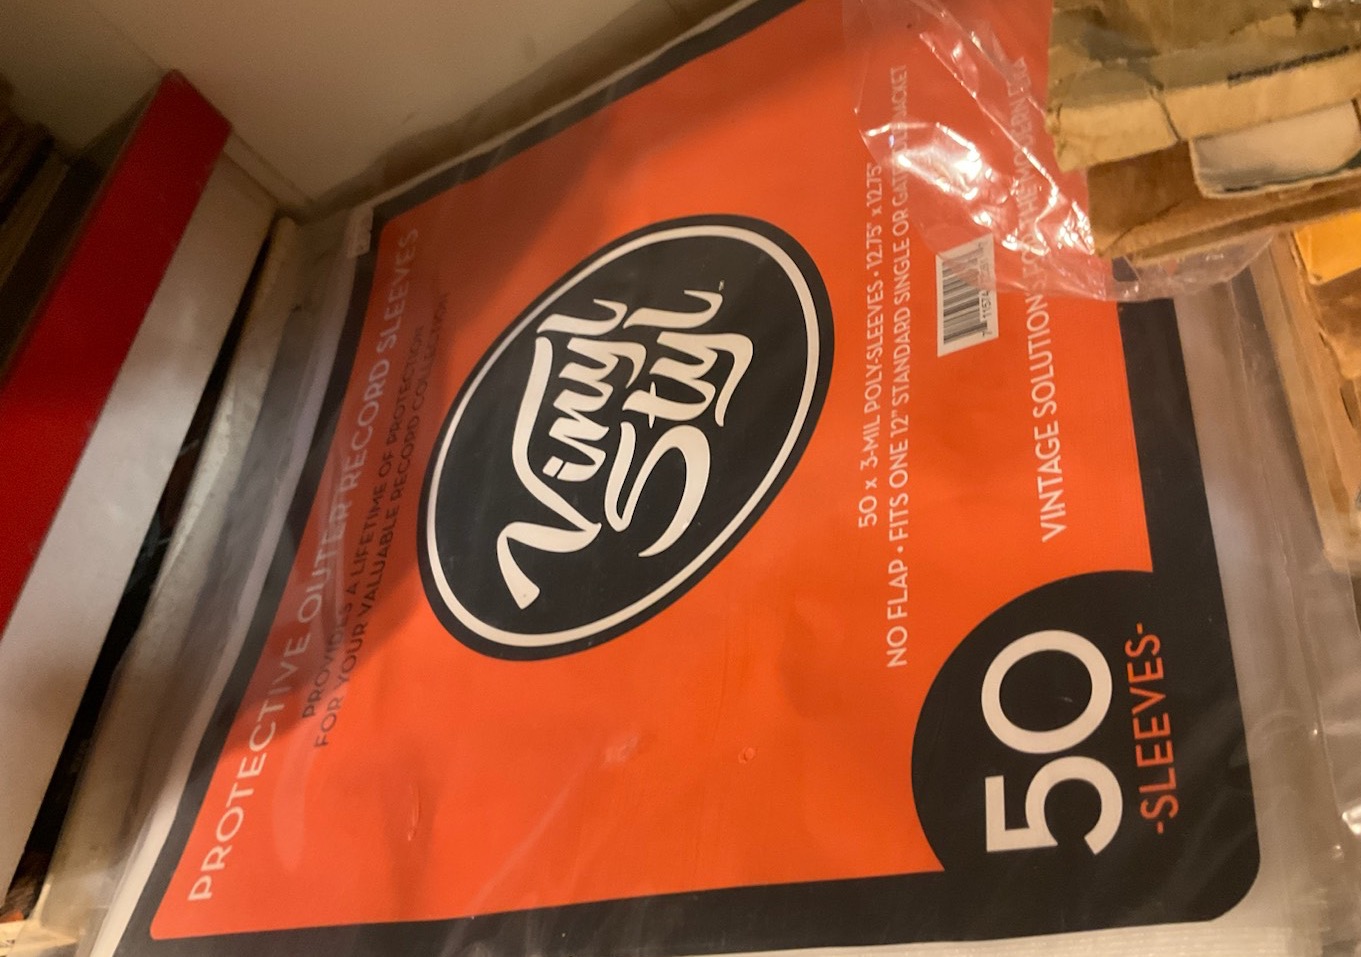 PROTECTIVE OUTER RECORD SLEEVES
PROVIDES A LIFETIME OF PROTECTION
FOR YOUR VALUABLE RECORD COLLECTION
Vinyl
Styl
50 x 3-MIL POLY-SLEEVES • 12.75" x 12.75"
NO FLAP • FITS ONE 12" STANDARD SINGLE OR GATEFOLD JACKET
VINTAGE SOLUTIONS FOR THE MODERN ERA
50
-SLEEVES-